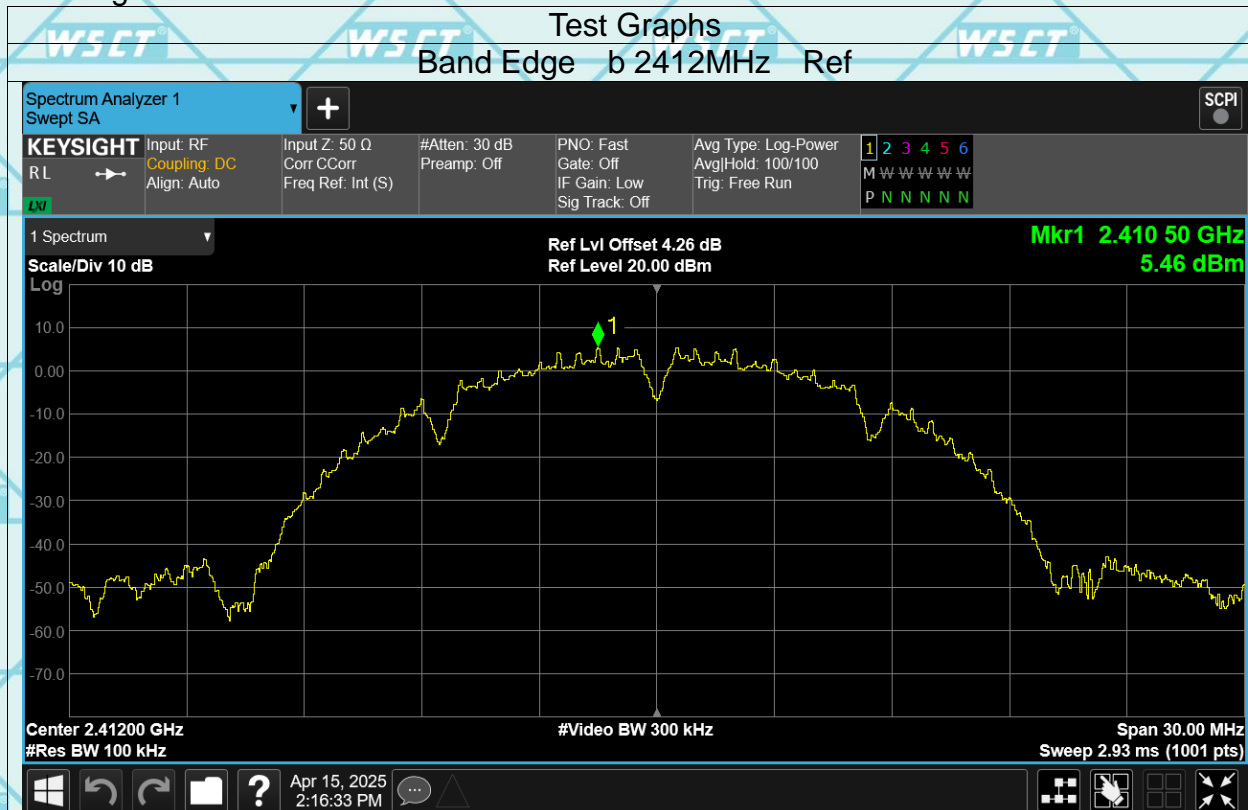 Test Graphs
WSCT® WSCT® WSCT®
Band Edge b 2412MHz Ref
Spectrum Analyzer 1
Swept SA
SCPI
KEYSIGHT
R L
LXI
Input: RF
Coupling: DC
Align: Auto
Input Z: 50 Ω
Corr CCorr
Freq Ref: Int (S)
#Atten: 30 dB
Preamp: Off
PNO: Fast
Gate: Off
IF Gain: Low
Sig Track: Off
Avg Type: Log-Power
Avg|Hold: 100/100
Trig: Free Run
1 2 3 4 5 6
M W W W W W
P N N N N N
1 Spectrum
Scale/Div 10 dB
Log
Ref Lvl Offset 4.26 dB
Ref Level 20.00 dBm
Mkr1 2.410 50 GHz
5.46 dBm
1
10.0
0.00
-10.0
-20.0
-30.0
-40.0
-50.0
-60.0
-70.0
Center 2.41200 GHz
#Res BW 100 kHz
#Video BW 300 kHz
Span 30.00 MHz
Sweep 2.93 ms (1001 pts)
?
Apr 15, 2025
2:16:33 PM